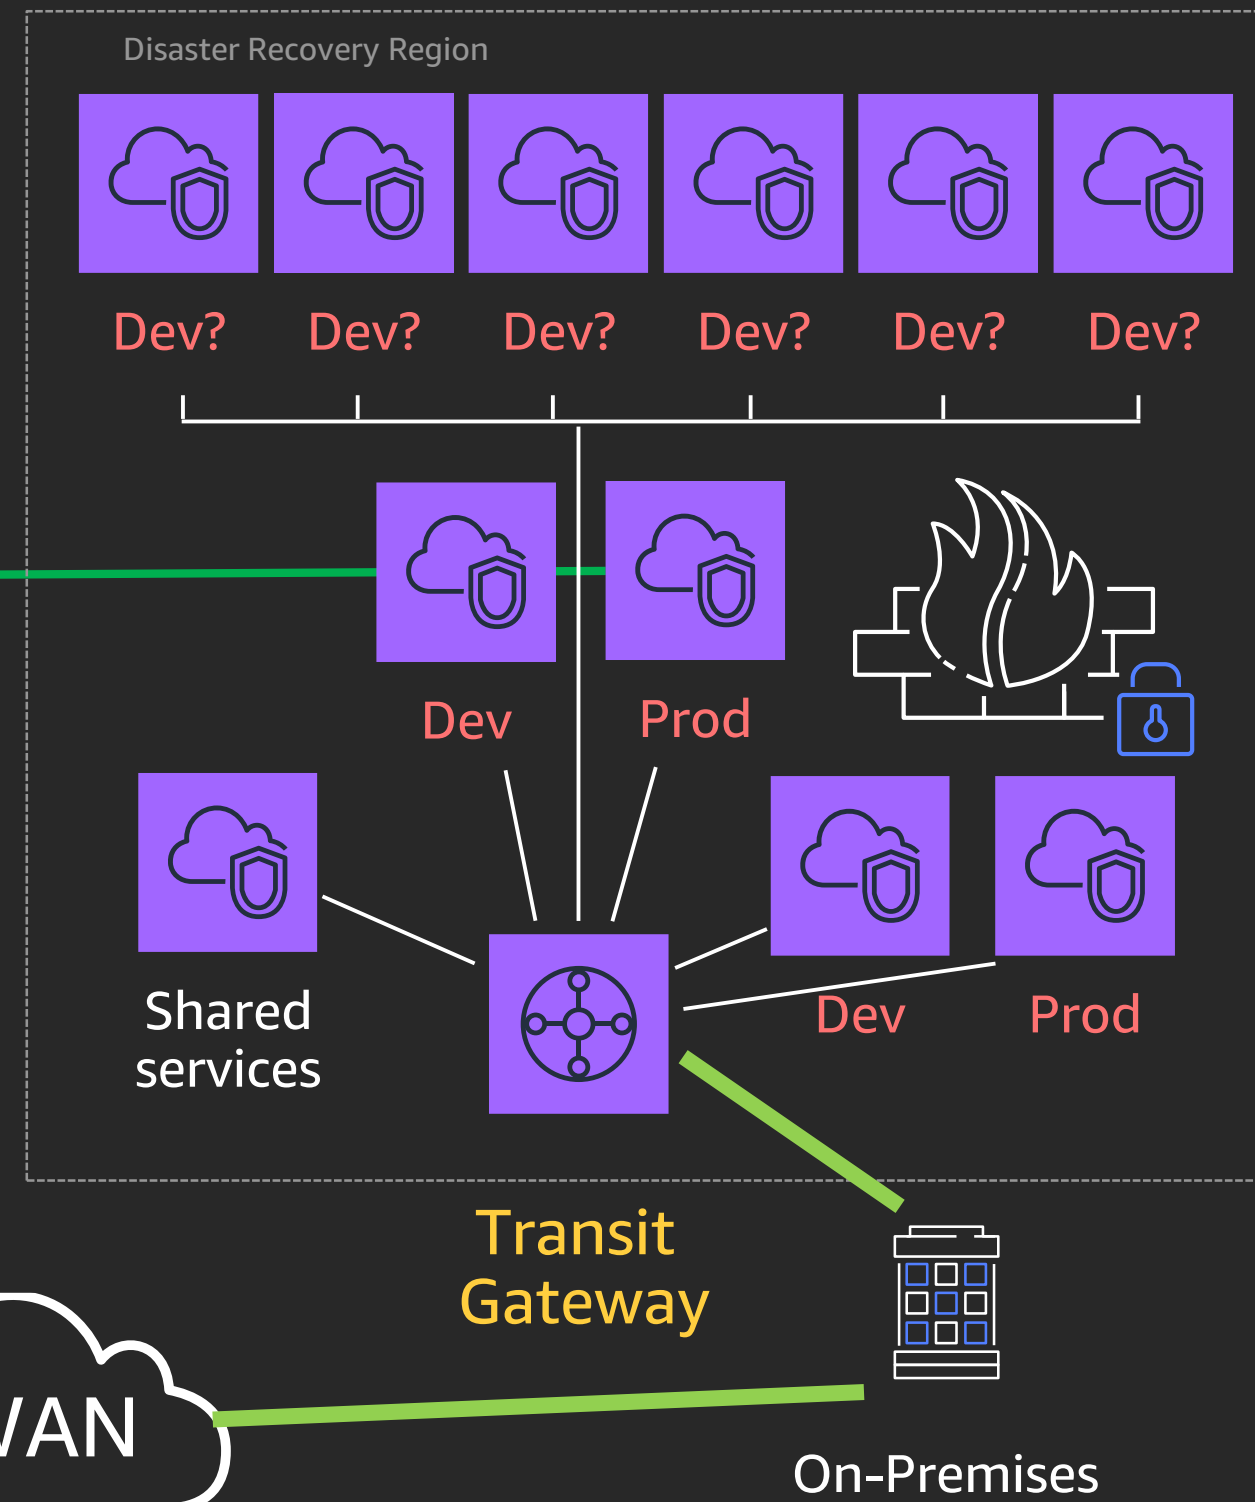 Disaster Recovery Region
Dev? Dev? Dev? Dev? Dev? Dev?
Dev Prod
Shared
services
Dev Prod
Transit
Gateway
On-Premises